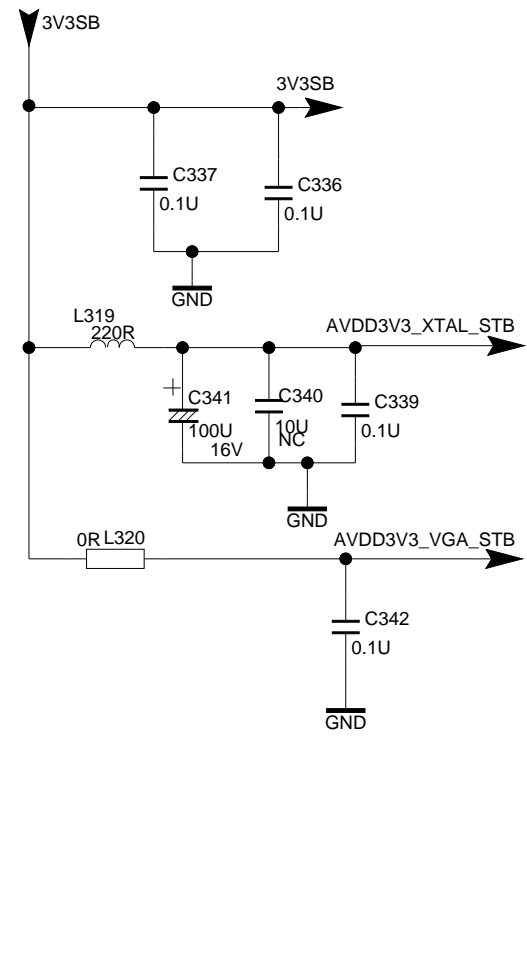 3V3SB
3V3SB
C337
0.1U
C336
0.1U
GND
L319
220R
AVDD3V3_XTAL_STB
C341
100U
16V
C340
10U
NC
C339
0.1U
GND
0R L320
AVDD3V3_VGA_STB
C342
0.1U
GND